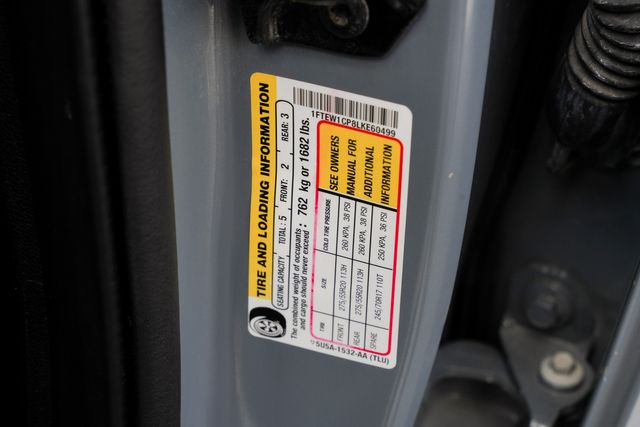 TIRE AND LOADING INFORMATION
SEATING CAPACITY TOTAL: 5 FRONT: 2 REAR: 3
The combined weight of occupants and cargo should never exceed: 762 kg or 1682 lbs.
TIRE SIZE COLD TIRE PRESSURE
FRONT 275/55R20 113H 260 KPA, 38 PSI
REAR 275/55R20 113H 260 KPA, 38 PSI
SPARE 245/70R17 110T 250 KPA, 36 PSI
SEE OWNERS
MANUAL FOR
ADDITIONAL
INFORMATION
1FTEW1CP8LKE60499
5U5A-1532-AA (TLU)